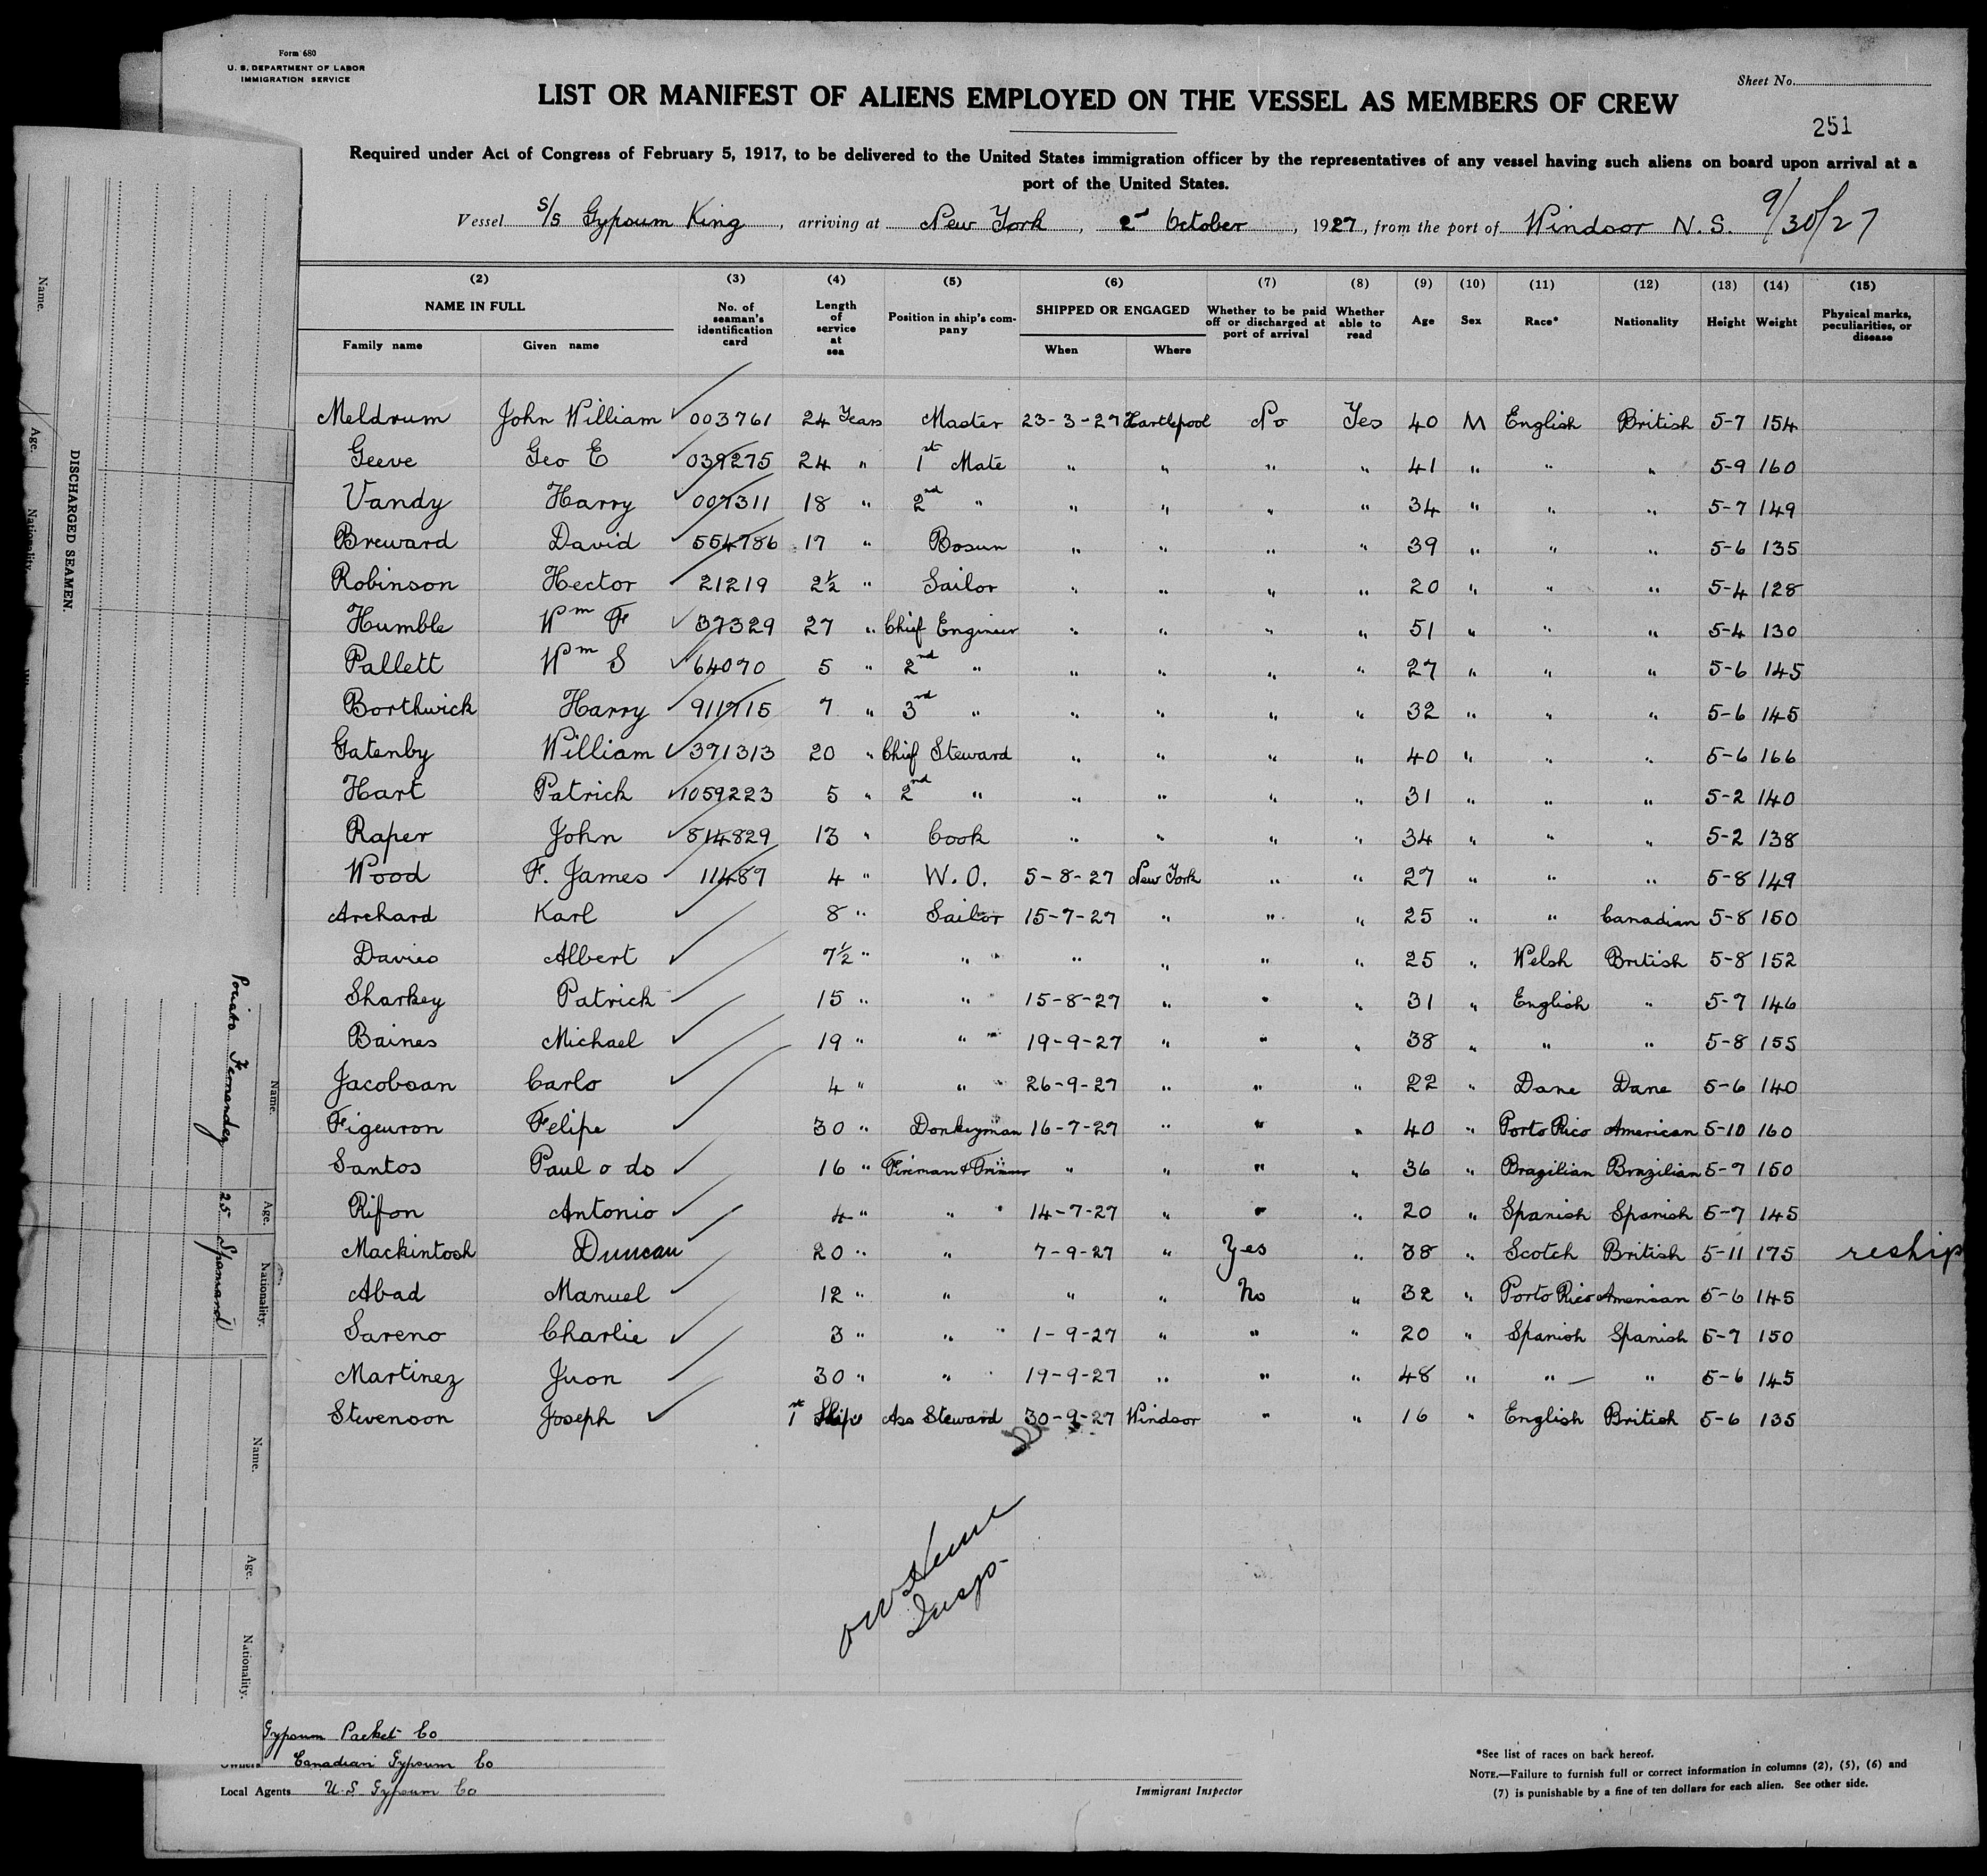 Form 680
U. S. DEPARTMENT OF LABOR
IMMIGRATION SERVICE
Sheet No.
LIST OR MANIFEST OF ALIENS EMPLOYED ON THE VESSEL AS MEMBERS OF CREW
251
Required under Act of Congress of February 5, 1917, to be delivered to the United States immigration officer by the representatives of any vessel having such aliens on board upon arrival at a
port of the United States.
Vessel S/S Gypsum King, arriving at New York, 2nd October, 1927, from the port of Windsor N. S. 9/30/27
(2) (3) (4) (5) (6) (7) (8) (9) (10) (11) (12) (13) (14) (15)
NAME IN FULL
Family name Given name
No. of seaman's identification card
Length of service at sea
Position in ship's company
SHIPPED OR ENGAGED
When Where
Whether to be paid off or discharged at port of arrival
Whether able to read
Age Sex Race* Nationality Height Weight
Physical marks, peculiarities, or disease
Meldrum John William 003761 24 Years Master 23-3-27 Hartlepool No Yes 40 M English British 5-7 154
Geeve Geo E 039275 24 " 1st Mate " " " " 41 " " " 5-9 160
Vandy Harry 007311 18 " 2nd " " " " " 34 " " " 5-7 149
Breward David 554786 17 " Bosun " " " " 39 " " " 5-6 135
Robinson Hector 21219 2½ " Sailor " " " " 20 " " " 5-4 128
Humble Wm F 37329 27 " Chief Engineer " " " " 51 " " " 5-4 130
Pallett Wm S 64070 5 " 2nd " " " " " 27 " " " 5-6 145
Borthwick Harry 911715 7 " 3rd " " " " " 32 " " " 5-6 145
Gatenby William 371313 20 " Chief Steward " " " " 40 " " " 5-6 166
Hart Patrick 1059223 5 " 2nd " " " " " 31 " " " 5-2 140
Raper John 814829 13 " Cook " " " " 34 " " " 5-2 138
Wood F. James 11487 4 " W. O. 5-8-27 New York " " 27 " " " 5-8 149
Archard Karl 8 " Sailor 15-7-27 " " " 25 " " Canadian 5-8 150
Davies Albert 7½ " " " " " " 25 " Welsh British 5-8 152
Sharkey Patrick 15 " " 15-8-27 " " " 31 " English " 5-7 146
Baines Michael 19 " " 19-9-27 " " " 38 " " " 5-8 155
Jacobsan Carlo 4 " " 26-9-27 " " " 22 " Dane Dane 5-6 140
Figeuron Felipe 30 " Donkeyman 16-7-27 " " " 40 " Porto Rico American 5-10 160
Santos Paul o do 16 " Fireman & Trimmer " " " " 36 " Brazilian Brazilian 5-7 150
Rifon Antonio 4 " " 14-7-27 " " " 20 " Spanish Spanish 5-7 145
Mackintosh Duncan 20 " " 7-9-27 " Yes " 38 " Scotch British 5-11 175 reship
Abad Manuel 12 " " " " No " 32 " Porto Rico American 5-6 145
Sareno Charlie 3 " " 1-9-27 " " " 20 " Spanish Spanish 5-7 150
Martinez Juon 30 " " 19-9-27 " " " 48 " " " 5-6 145
Stevenson Joseph 1st Ship Ass Steward 30-9-27 Windsor " " 16 " English British 5-6 135
Insp-
Gypsum Packet Co
Owners Canadian Gypsum Co
Local Agents U.S. Gypsum Co
Immigrant Inspector
*See list of races on back hereof.
NOTE.—Failure to furnish full or correct information in columns (2), (5), (6) and
(7) is punishable by a fine of ten dollars for each alien. See other side.
DISCHARGED SEAMEN.
Name. Age. Nationality.
Name. Age. Nationality.
Fernandez 25 Spaniard
Name. Age. Nationality.